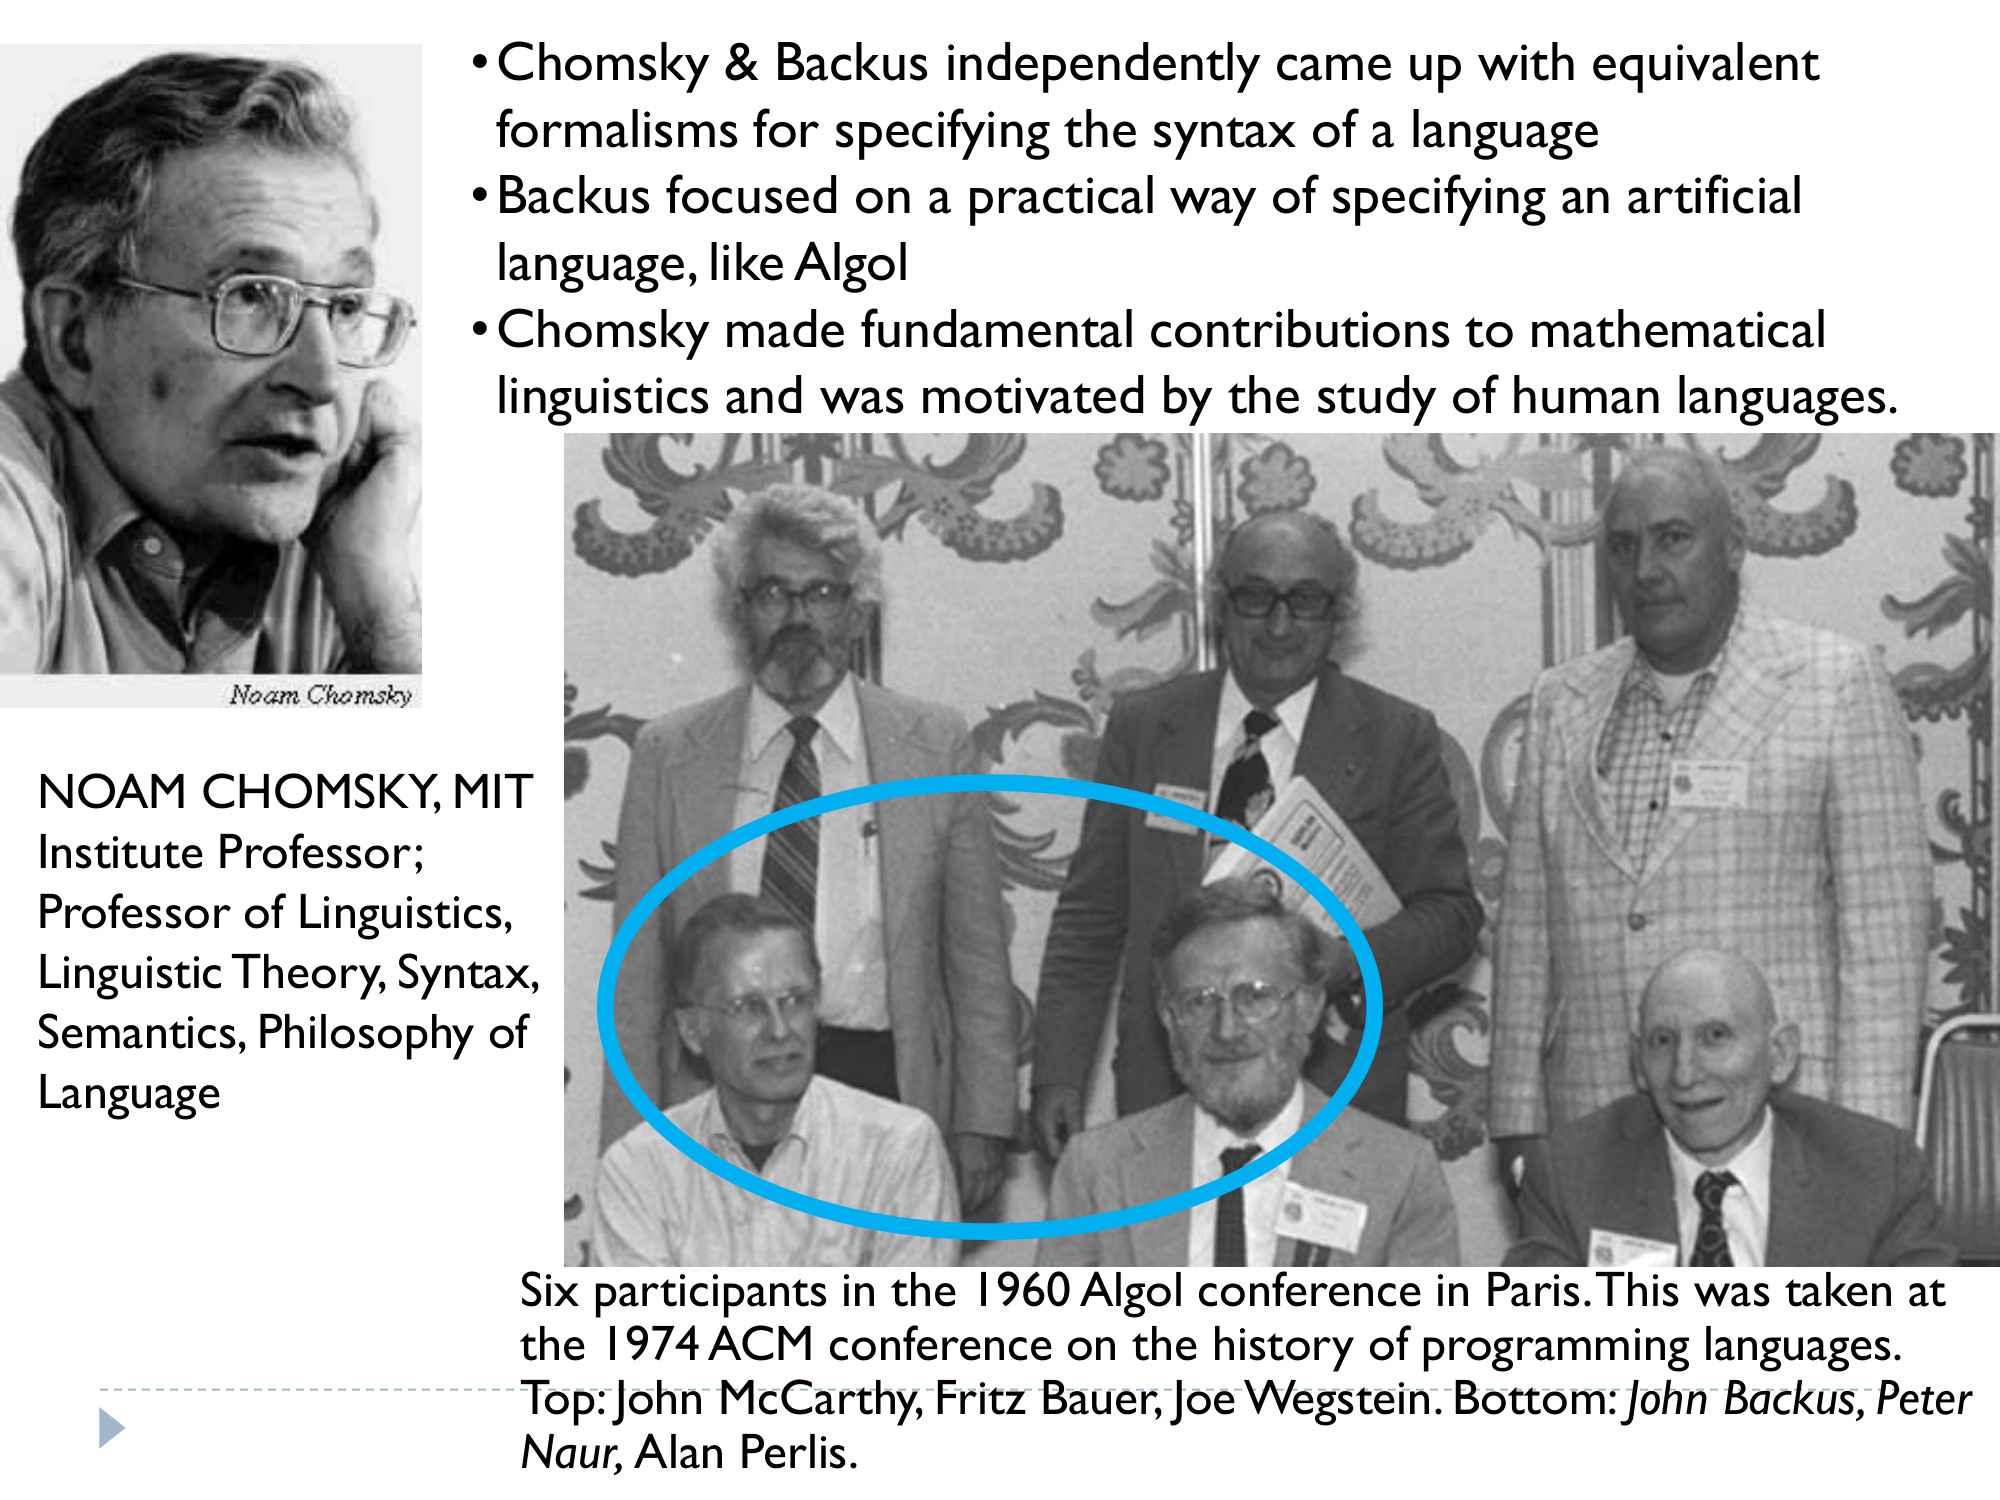 • Chomsky & Backus independently came up with equivalent
formalisms for specifying the syntax of a language
• Backus focused on a practical way of specifying an artificial
language, like Algol
• Chomsky made fundamental contributions to mathematical
linguistics and was motivated by the study of human languages.
Noam Chomsky
NOAM CHOMSKY, MIT
Institute Professor;
Professor of Linguistics,
Linguistic Theory, Syntax,
Semantics, Philosophy of
Language
Six participants in the 1960 Algol conference in Paris. This was taken at
the 1974 ACM conference on the history of programming languages.
Top: John McCarthy, Fritz Bauer, Joe Wegstein. Bottom: John Backus, Peter
Naur, Alan Perlis.